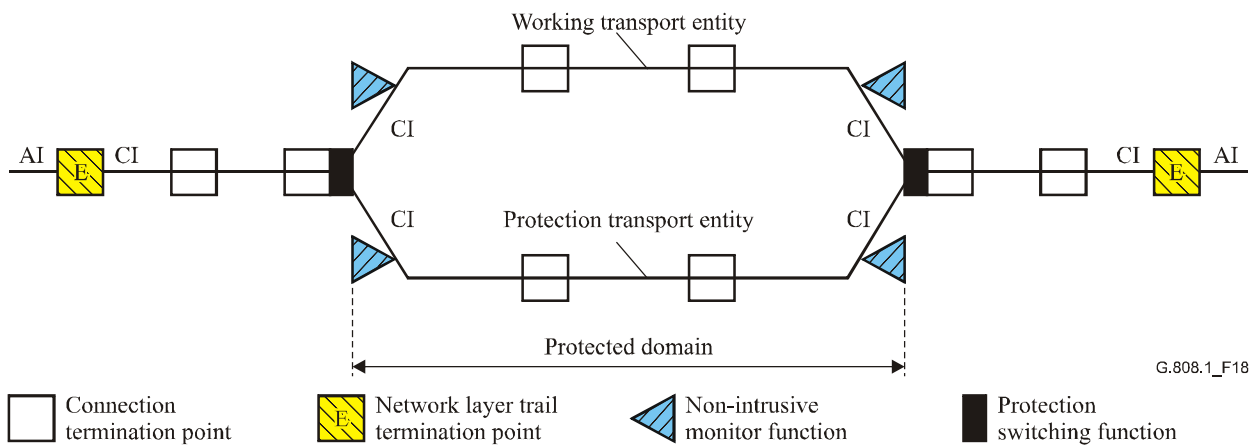 Working transport entity
CI
CI
AI
E
CI
CI
E
AI
CI
Protection transport entity
CI
Protected domain
G.808.1_F18
Connection
termination point
E
Network layer trail
termination point
Non-intrusive
monitor function
Protection
switching function